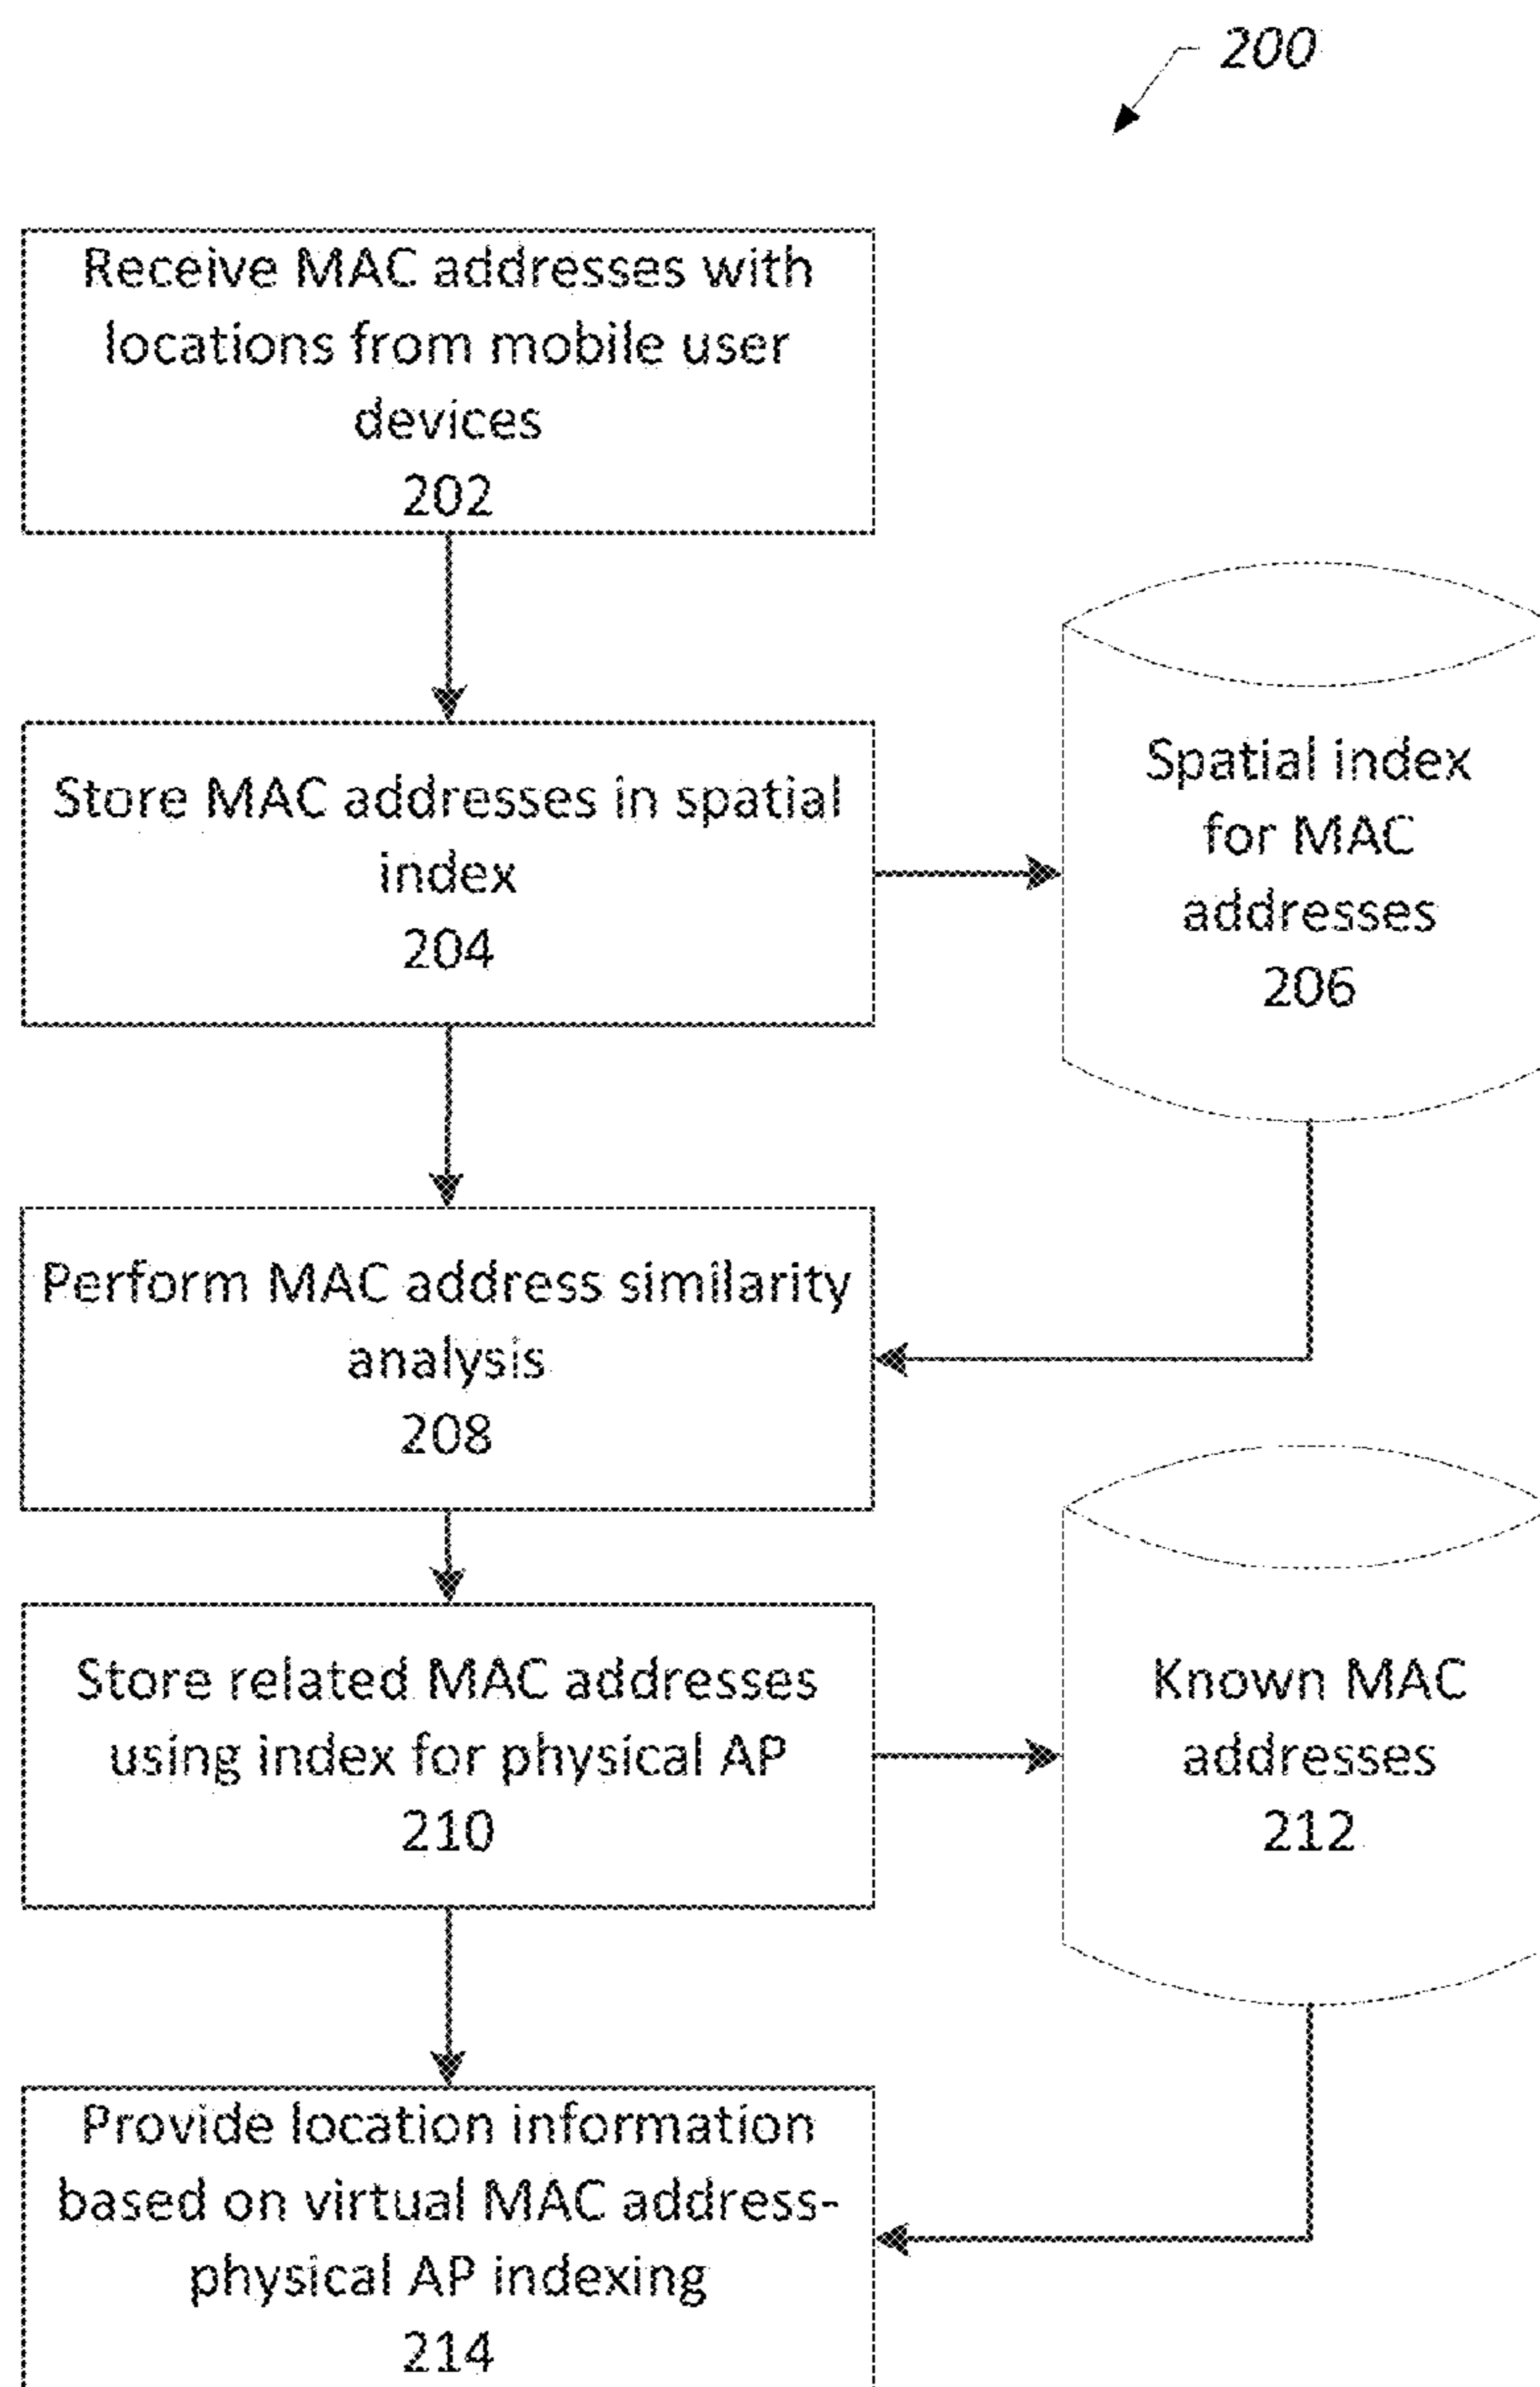 200
Receive MAC addresses with
locations from mobile user
devices
202
Store MAC addresses in spatial
index
204
Spatial index
for MAC
addresses
206
Perform MAC address similarity
analysis
208
Store related MAC addresses
using index for physical AP
210
Known MAC
addresses
212
Provide location information
based on virtual MAC address-
physical AP indexing
214